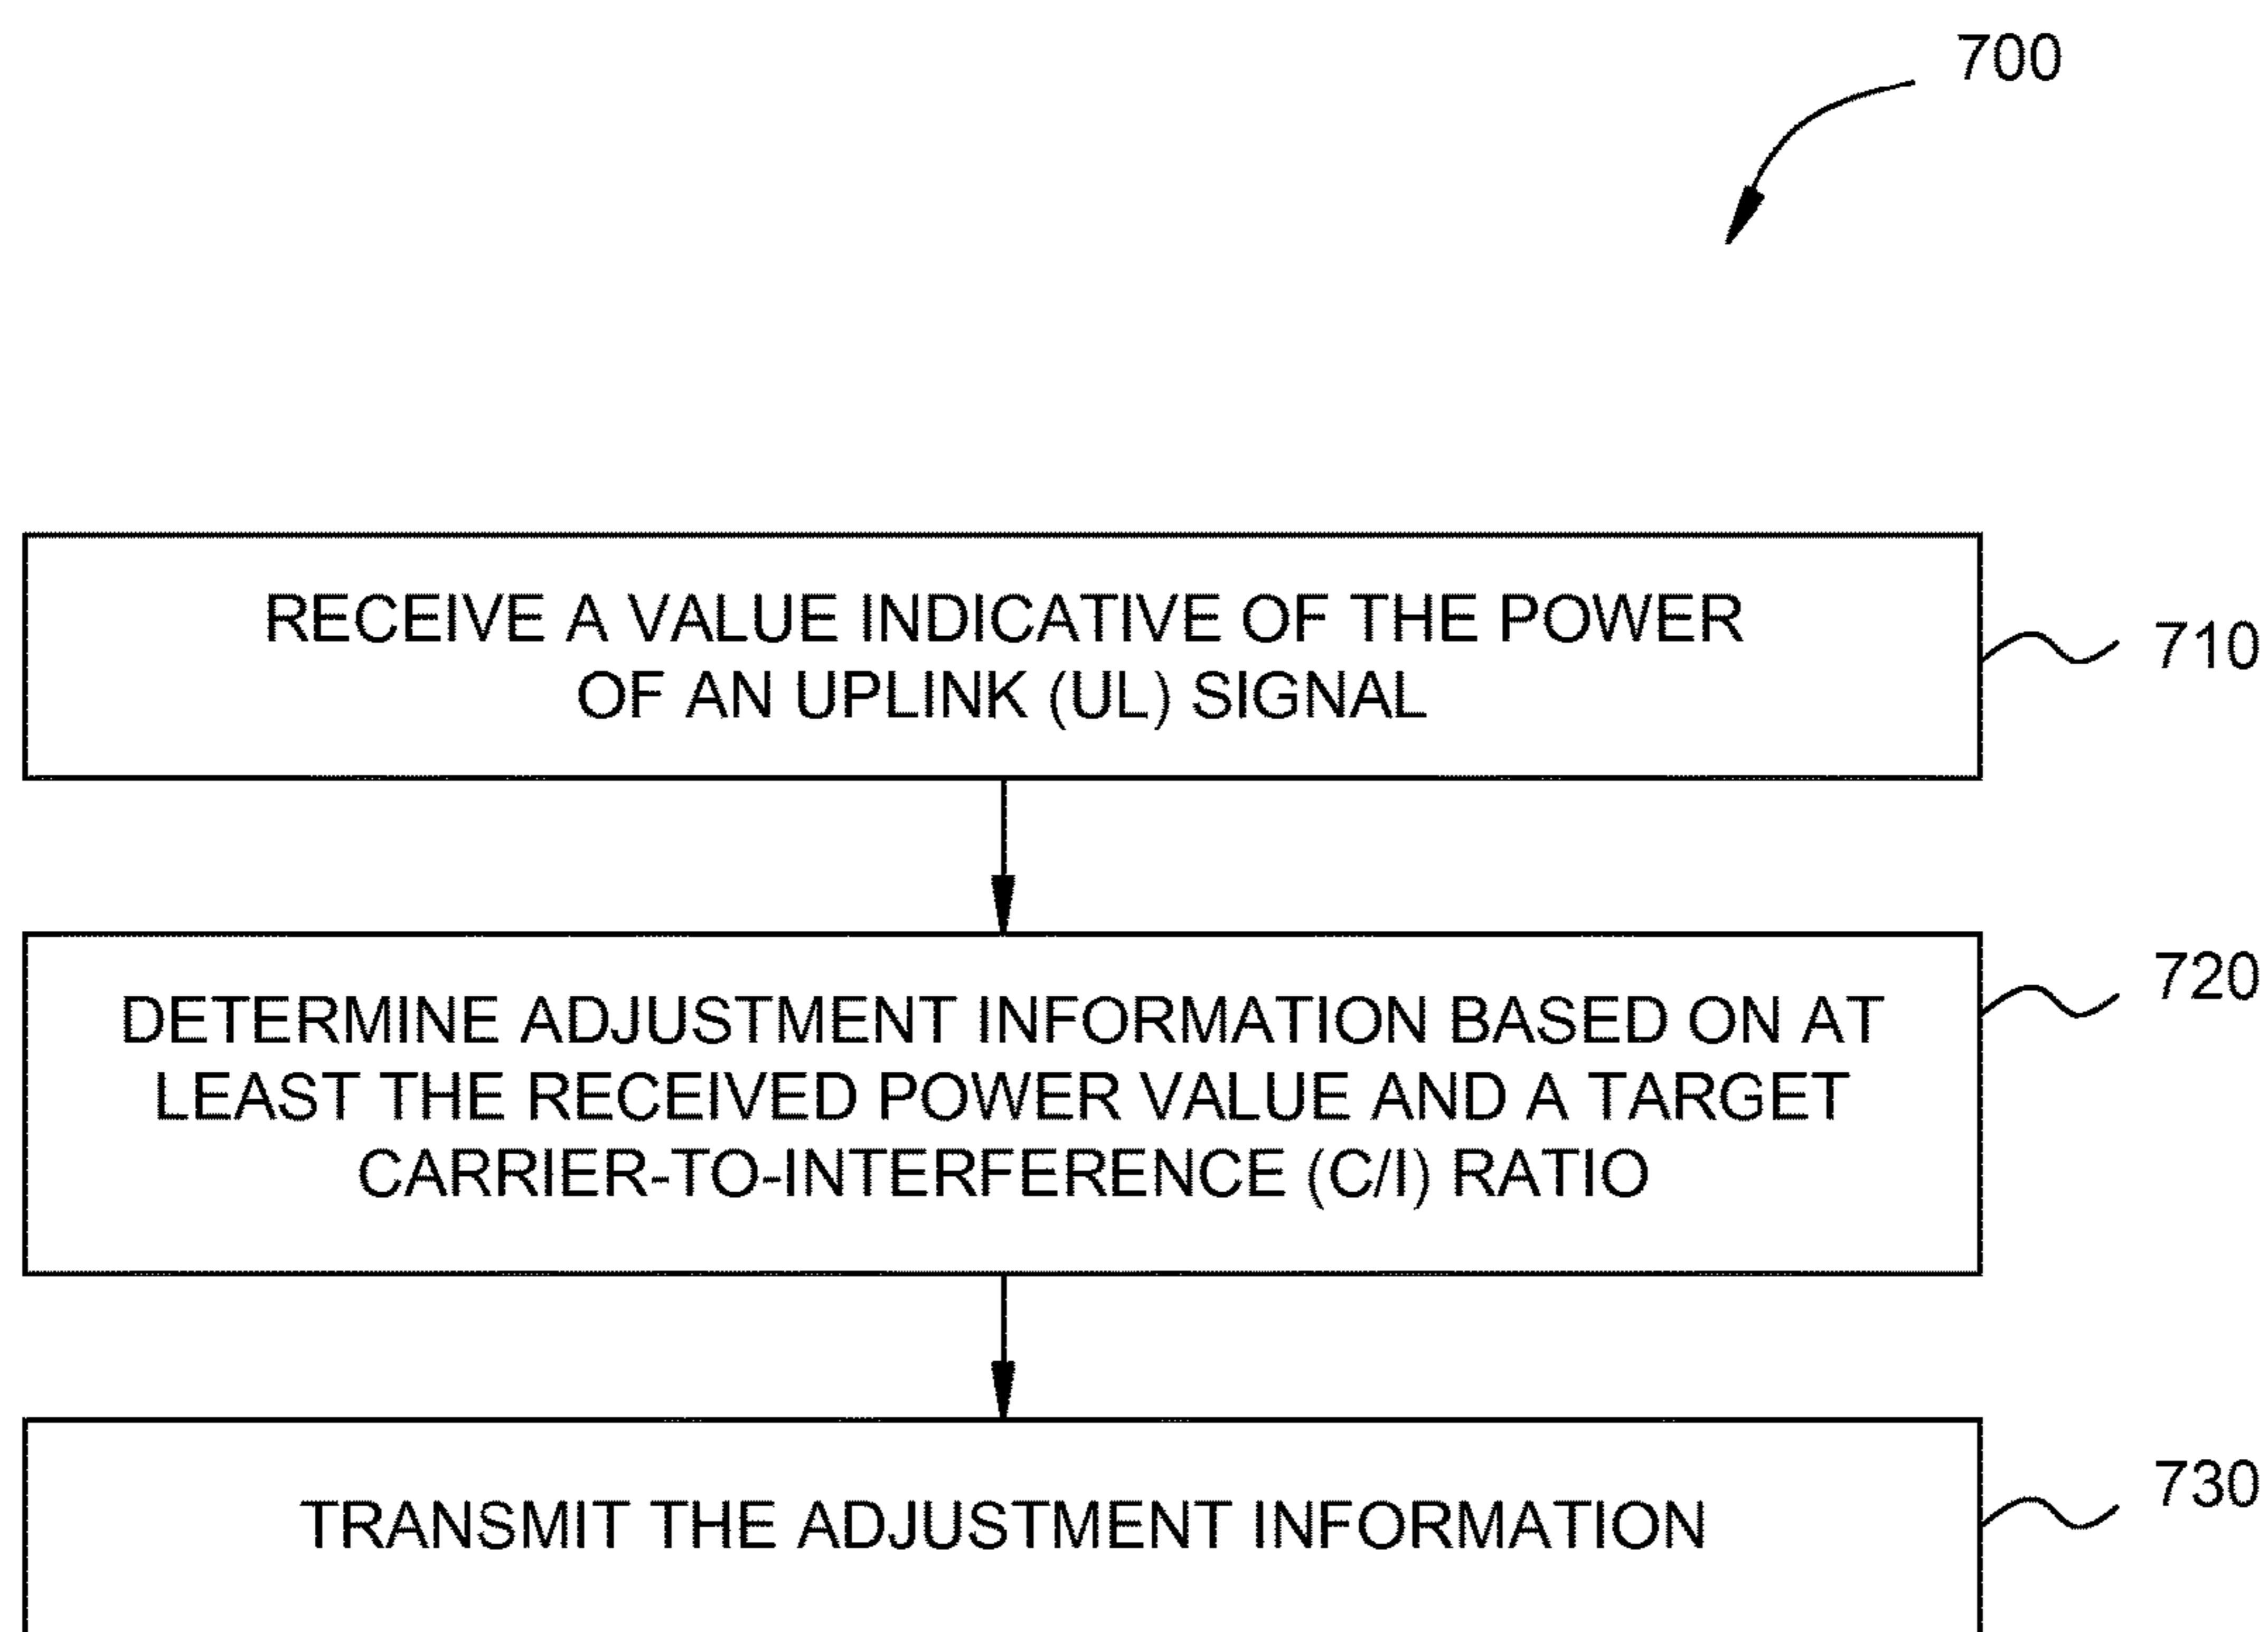 700
RECEIVE A VALUE INDICATIVE OF THE POWER
OF AN UPLINK (UL) SIGNAL
710
DETERMINE ADJUSTMENT INFORMATION BASED ON AT
LEAST THE RECEIVED POWER VALUE AND A TARGET
CARRIER-TO-INTERFERENCE (C/I) RATIO
720
TRANSMIT THE ADJUSTMENT INFORMATION
730